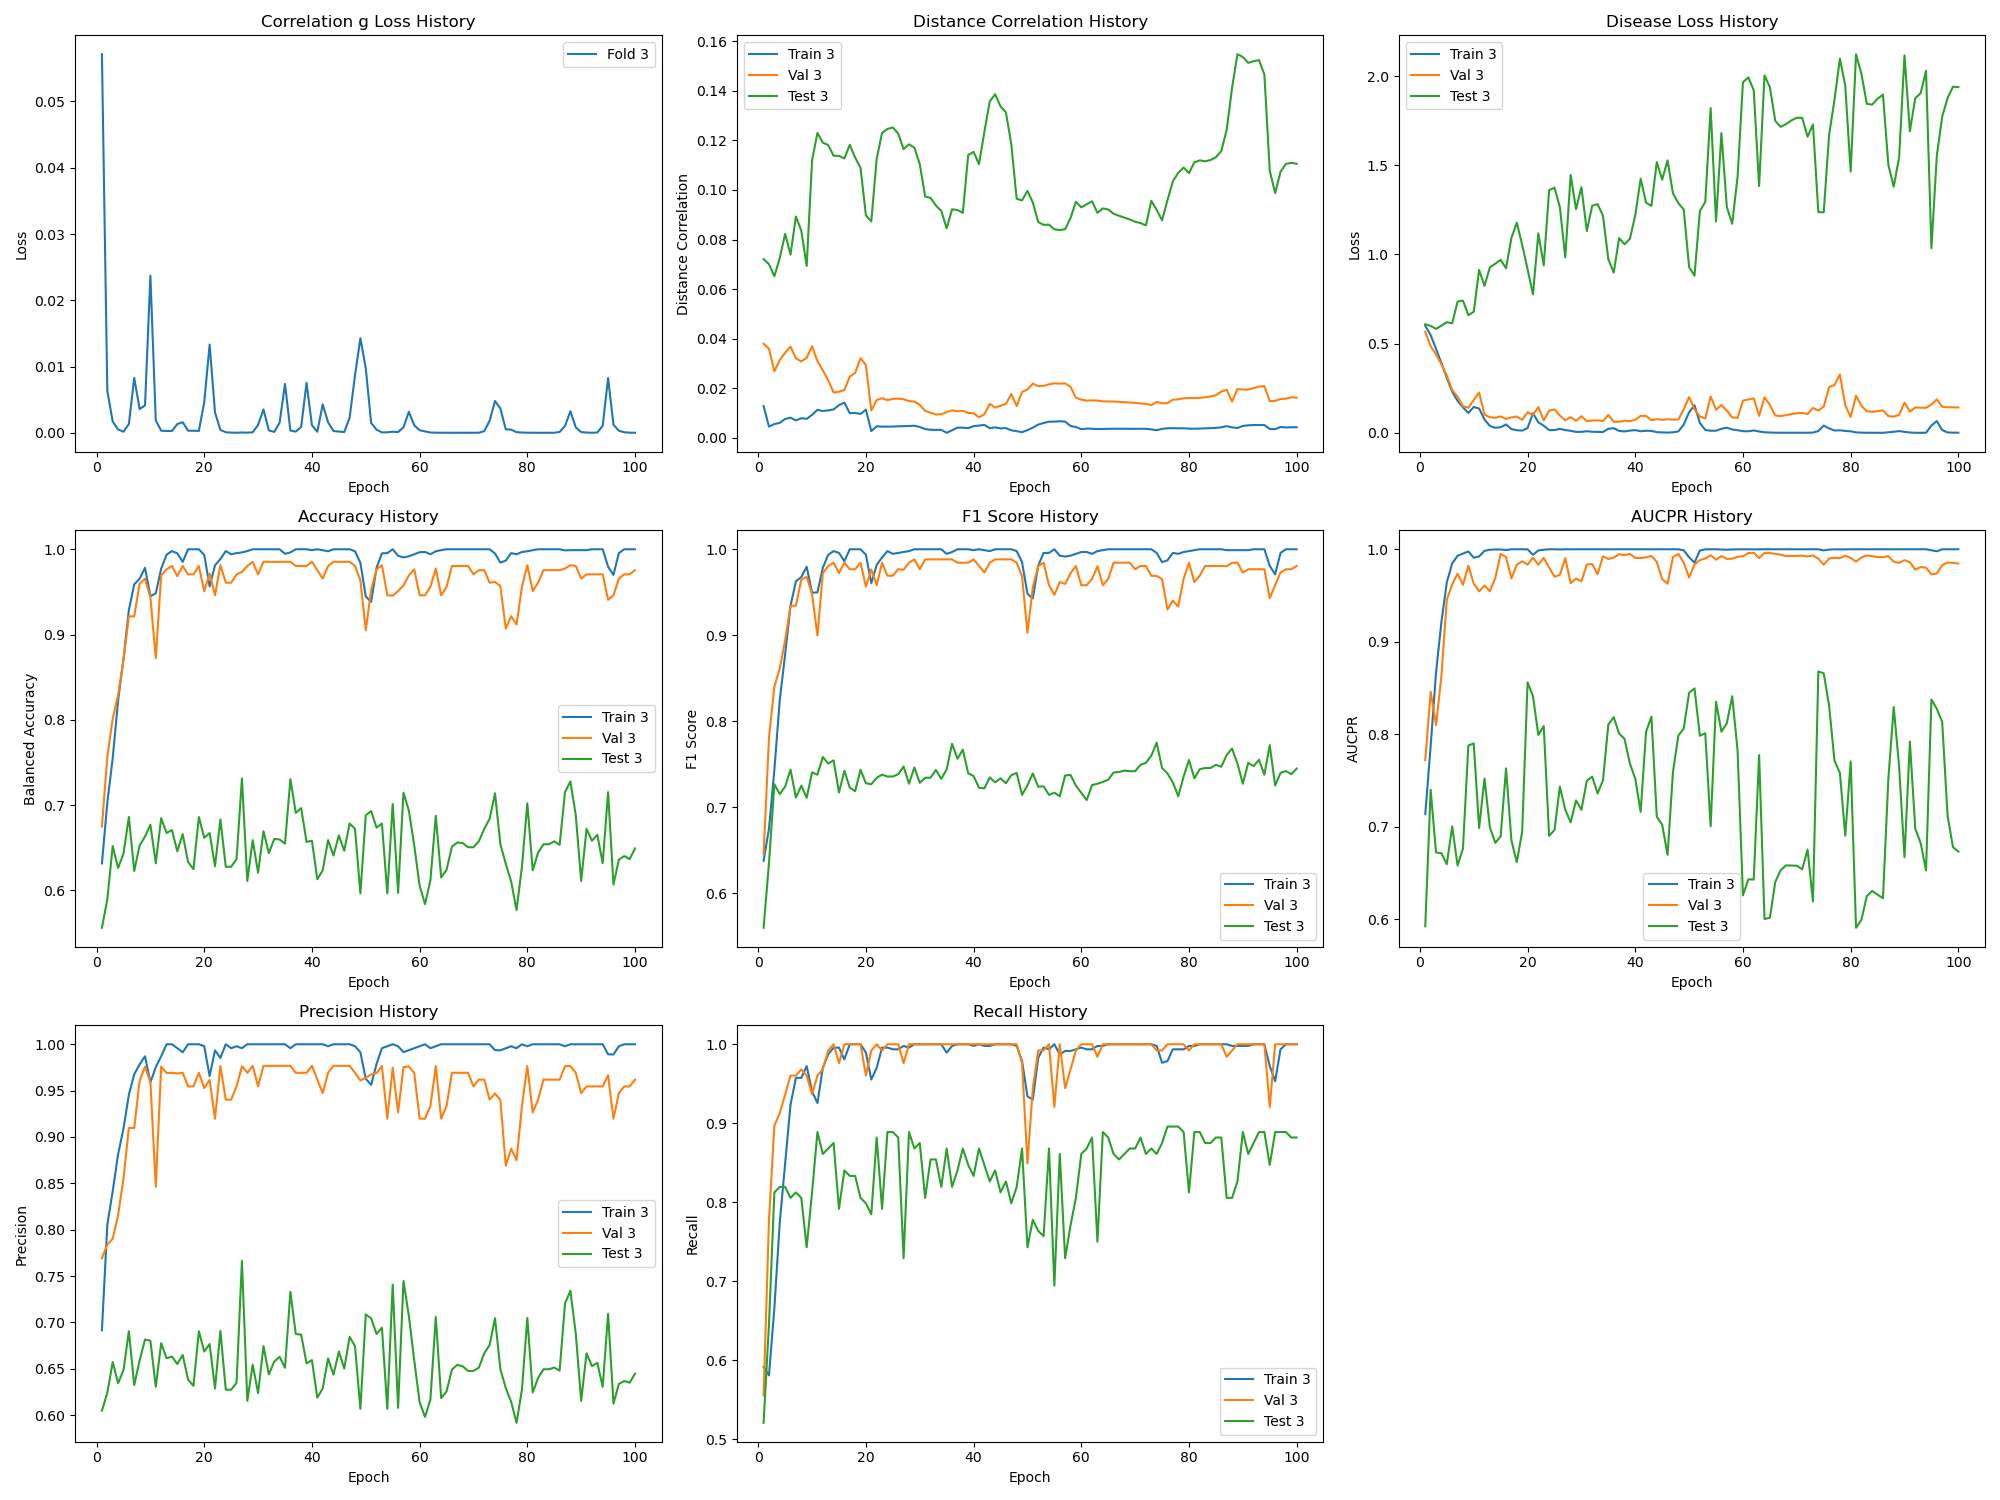 Correlation g Loss History
Loss
0.05
0.04
0.03
0.02
0.01
0.00
0 20 40 60 80 100
Epoch
Fold 3
Distance Correlation History
Distance Correlation
0.16
0.14
0.12
0.10
0.08
0.06
0.04
0.02
0.00
0 20 40 60 80 100
Epoch
Train 3
Val 3
Test 3
Disease Loss History
Loss
2.0
1.5
1.0
0.5
0.0
0 20 40 60 80 100
Epoch
Train 3
Val 3
Test 3
Accuracy History
Balanced Accuracy
1.0
0.9
0.8
0.7
0.6
0 20 40 60 80 100
Epoch
Train 3
Val 3
Test 3
F1 Score History
F1 Score
1.0
0.9
0.8
0.7
0.6
0 20 40 60 80 100
Epoch
Train 3
Val 3
Test 3
AUCPR History
AUCPR
1.0
0.9
0.8
0.7
0.6
0 20 40 60 80 100
Epoch
Train 3
Val 3
Test 3
Precision History
Precision
1.00
0.95
0.90
0.85
0.80
0.75
0.70
0.65
0.60
0 20 40 60 80 100
Epoch
Train 3
Val 3
Test 3
Recall History
Recall
1.0
0.9
0.8
0.7
0.6
0.5
0 20 40 60 80 100
Epoch
Train 3
Val 3
Test 3